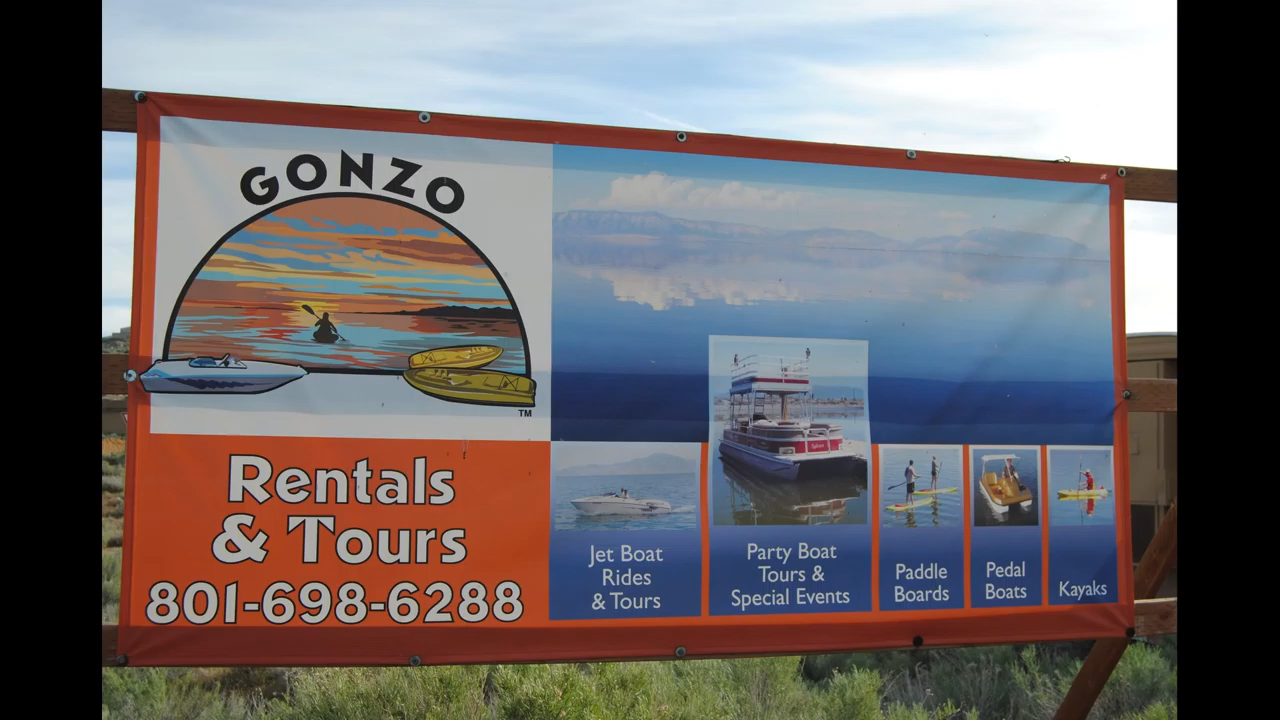 GONZO
TM
Rentals
& Tours
801-698-6288
Jet Boat
Rides
& Tours
Party Boat
Tours &
Special Events
Paddle
Boards
Pedal
Boats
Kayaks